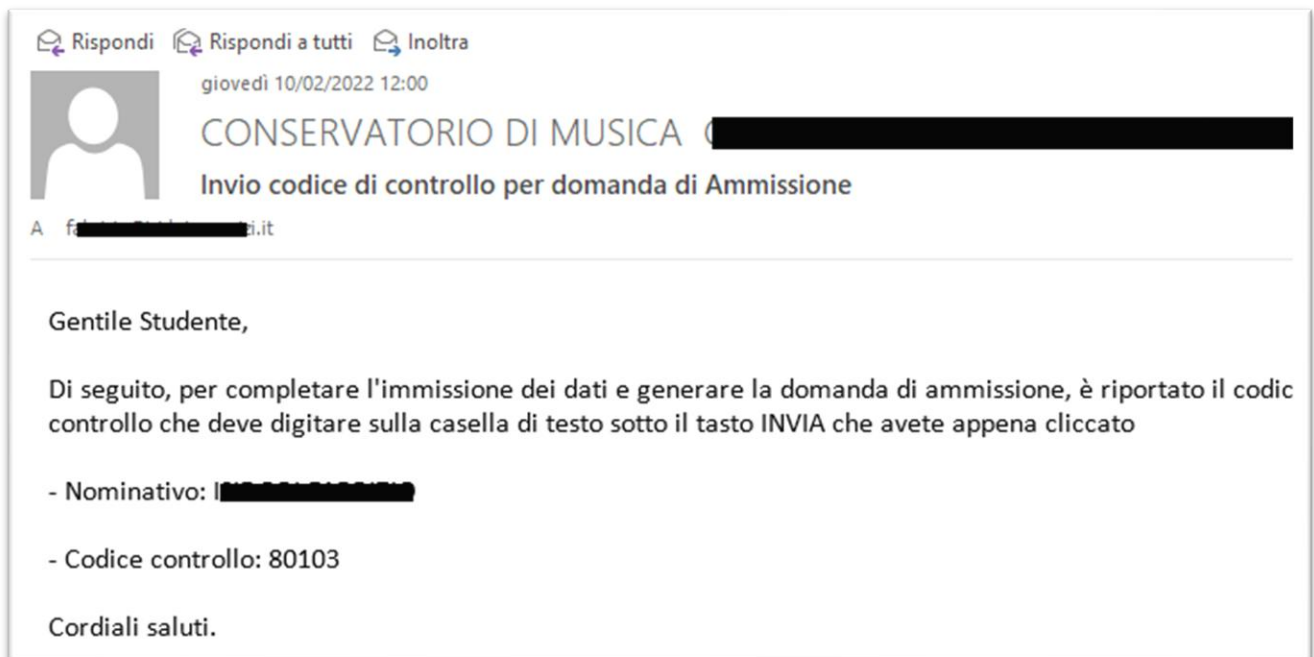 Rispondi Rispondi a tutti Inoltra
giovedì 10/02/2022 12:00
CONSERVATORIO DI MUSICA
Invio codice di controllo per domanda di Ammissione
A
Gentile Studente,
Di seguito, per completare l'immissione dei dati e generare la domanda di ammissione, è riportato il codic
controllo che deve digitare sulla casella di testo sotto il tasto INVIA che avete appena cliccato
- Nominativo:
- Codice controllo: 80103
Cordiali saluti.